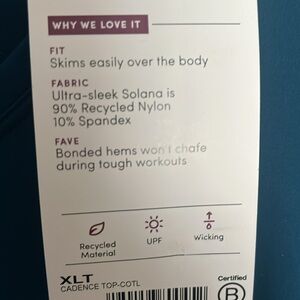 WHY WE LOVE IT
FIT
Skims easily over the body
FABRIC
Ultra-sleek Solana is
90% Recycled Nylon
10% Spandex
FAVE
Bonded hems won't chafe
during tough workouts
Recycled
Material
UPF
Wicking
XLT
CADENCE TOP-COTL
Certified
B